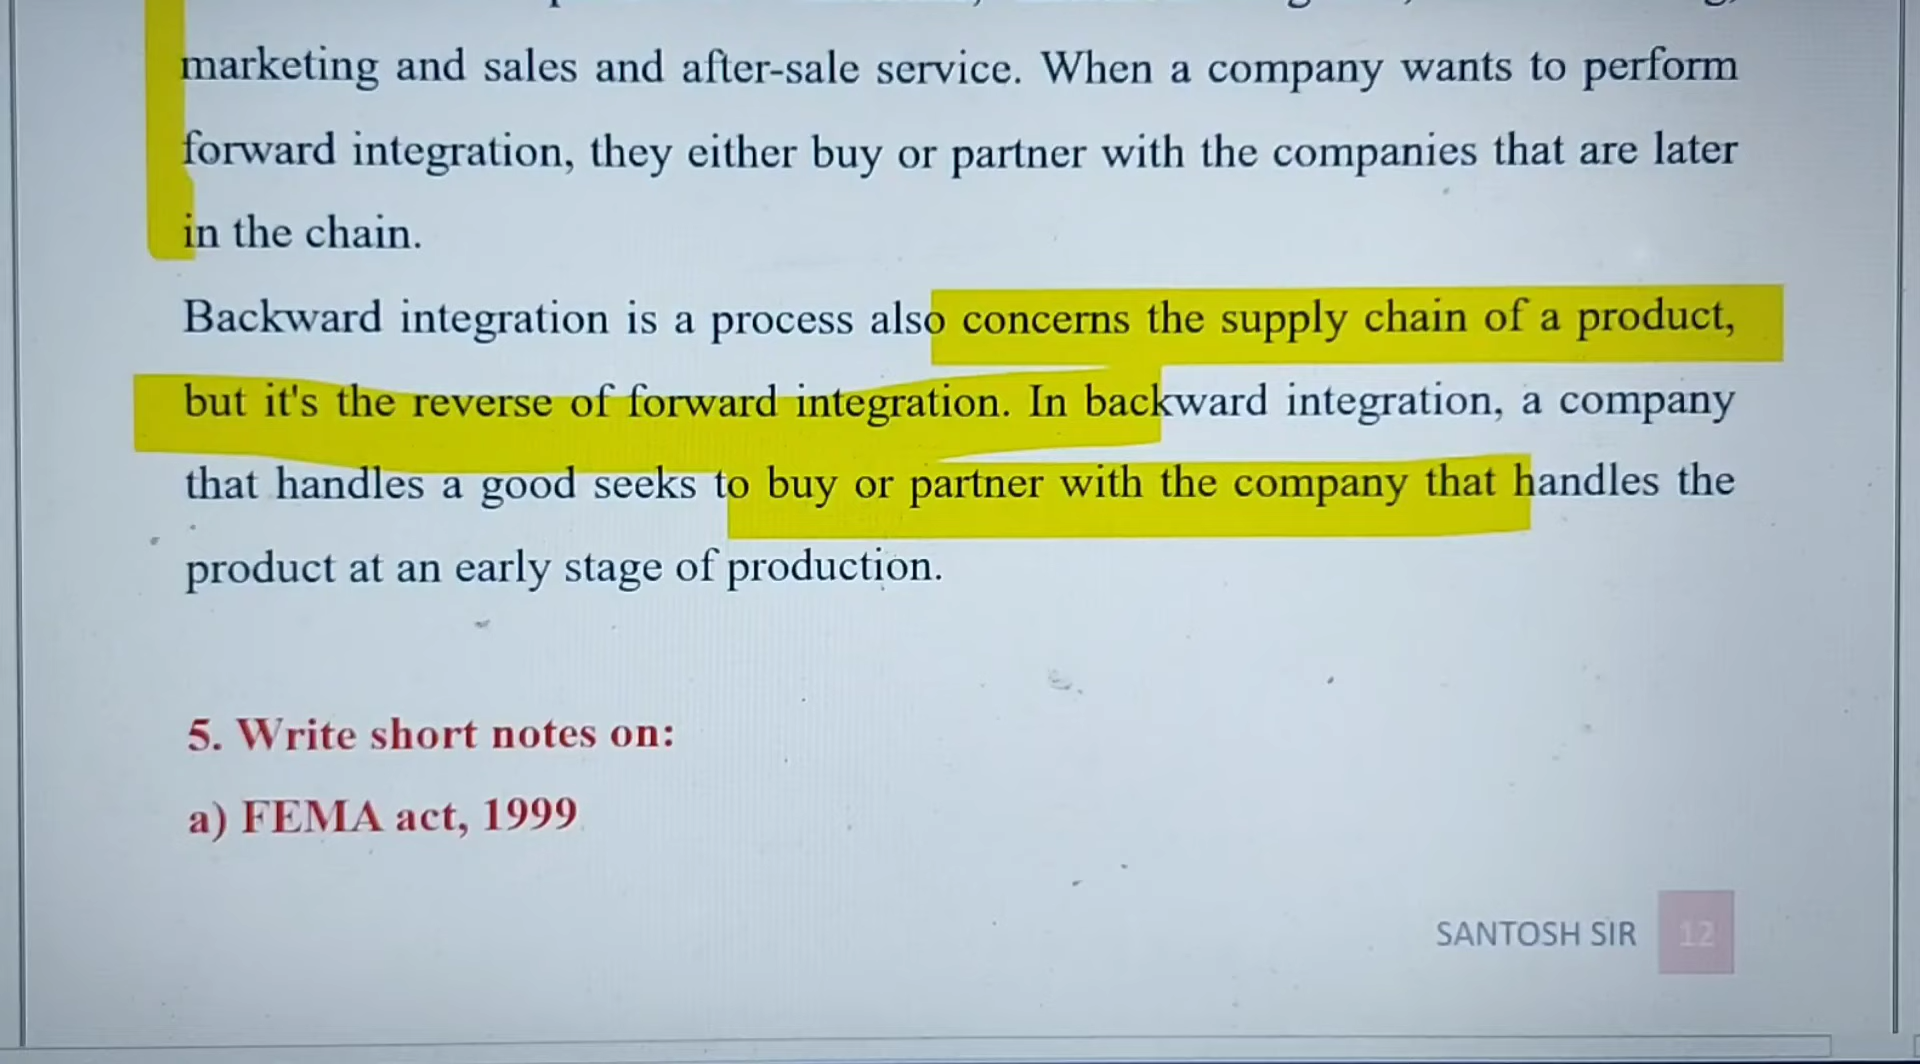 marketing and sales and after-sale service. When a company wants to perform
forward integration, they either buy or partner with the companies that are later
in the chain.
Backward integration is a process also concerns the supply chain of a product,
but it's the reverse of forward integration. In backward integration, a company
that handles a good seeks to buy or partner with the company that handles the
product at an early stage of production.
5. Write short notes on:
a) FEMA act, 1999
SANTOSH SIR 12